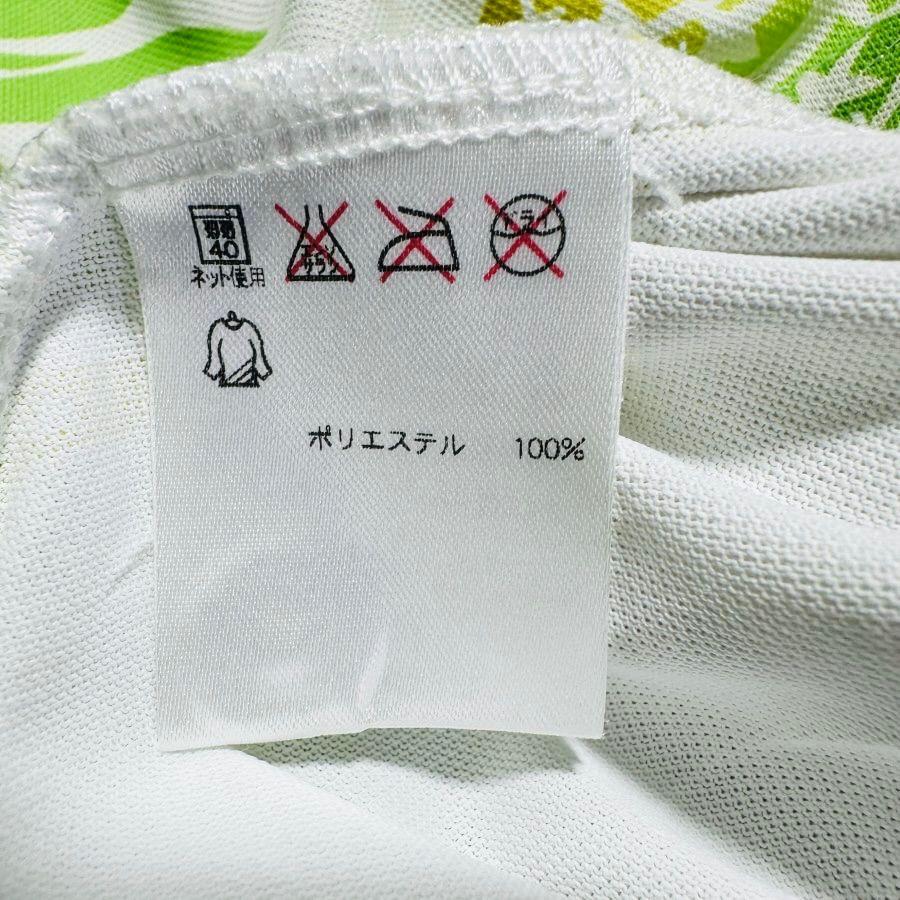 弱
40
ネット使用
エンソ
サラシ
ドライ
ポリエステル 100%